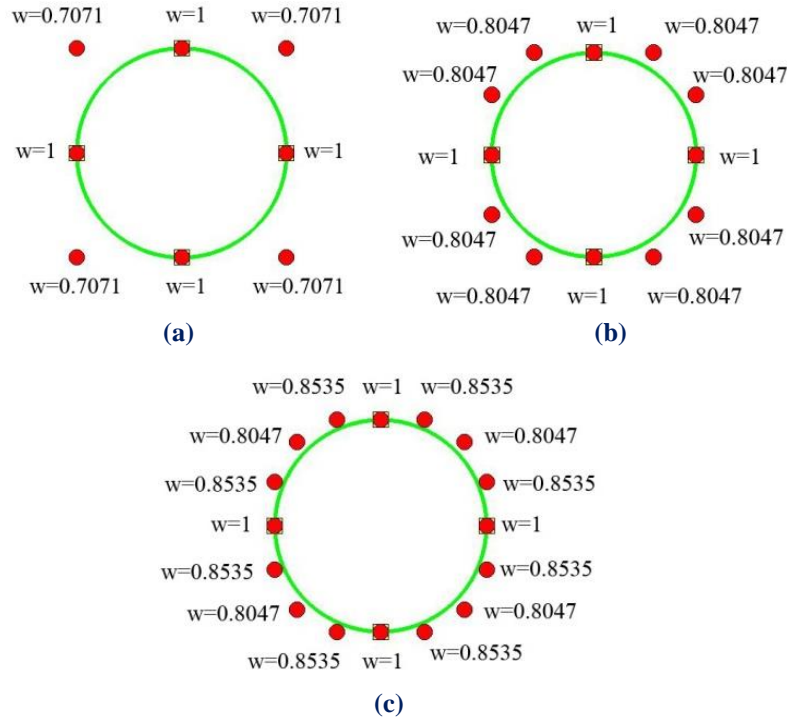 w=0.7071 w=1 w=0.7071
w=1 w=1
w=0.7071 w=1 w=0.7071
(a)
w=0.8047 w=1 w=0.8047
w=0.8047 w=0.8047
w=1 w=1
w=0.8047 w=0.8047
w=0.8047 w=1 w=0.8047
(b)
w=0.8535 w=1 w=0.8535
w=0.8047 w=0.8047
w=0.8535 w=0.8535
w=1 w=1
w=0.8535 w=0.8535
w=0.8047 w=0.8047
w=0.8535 w=1 w=0.8535
(c)